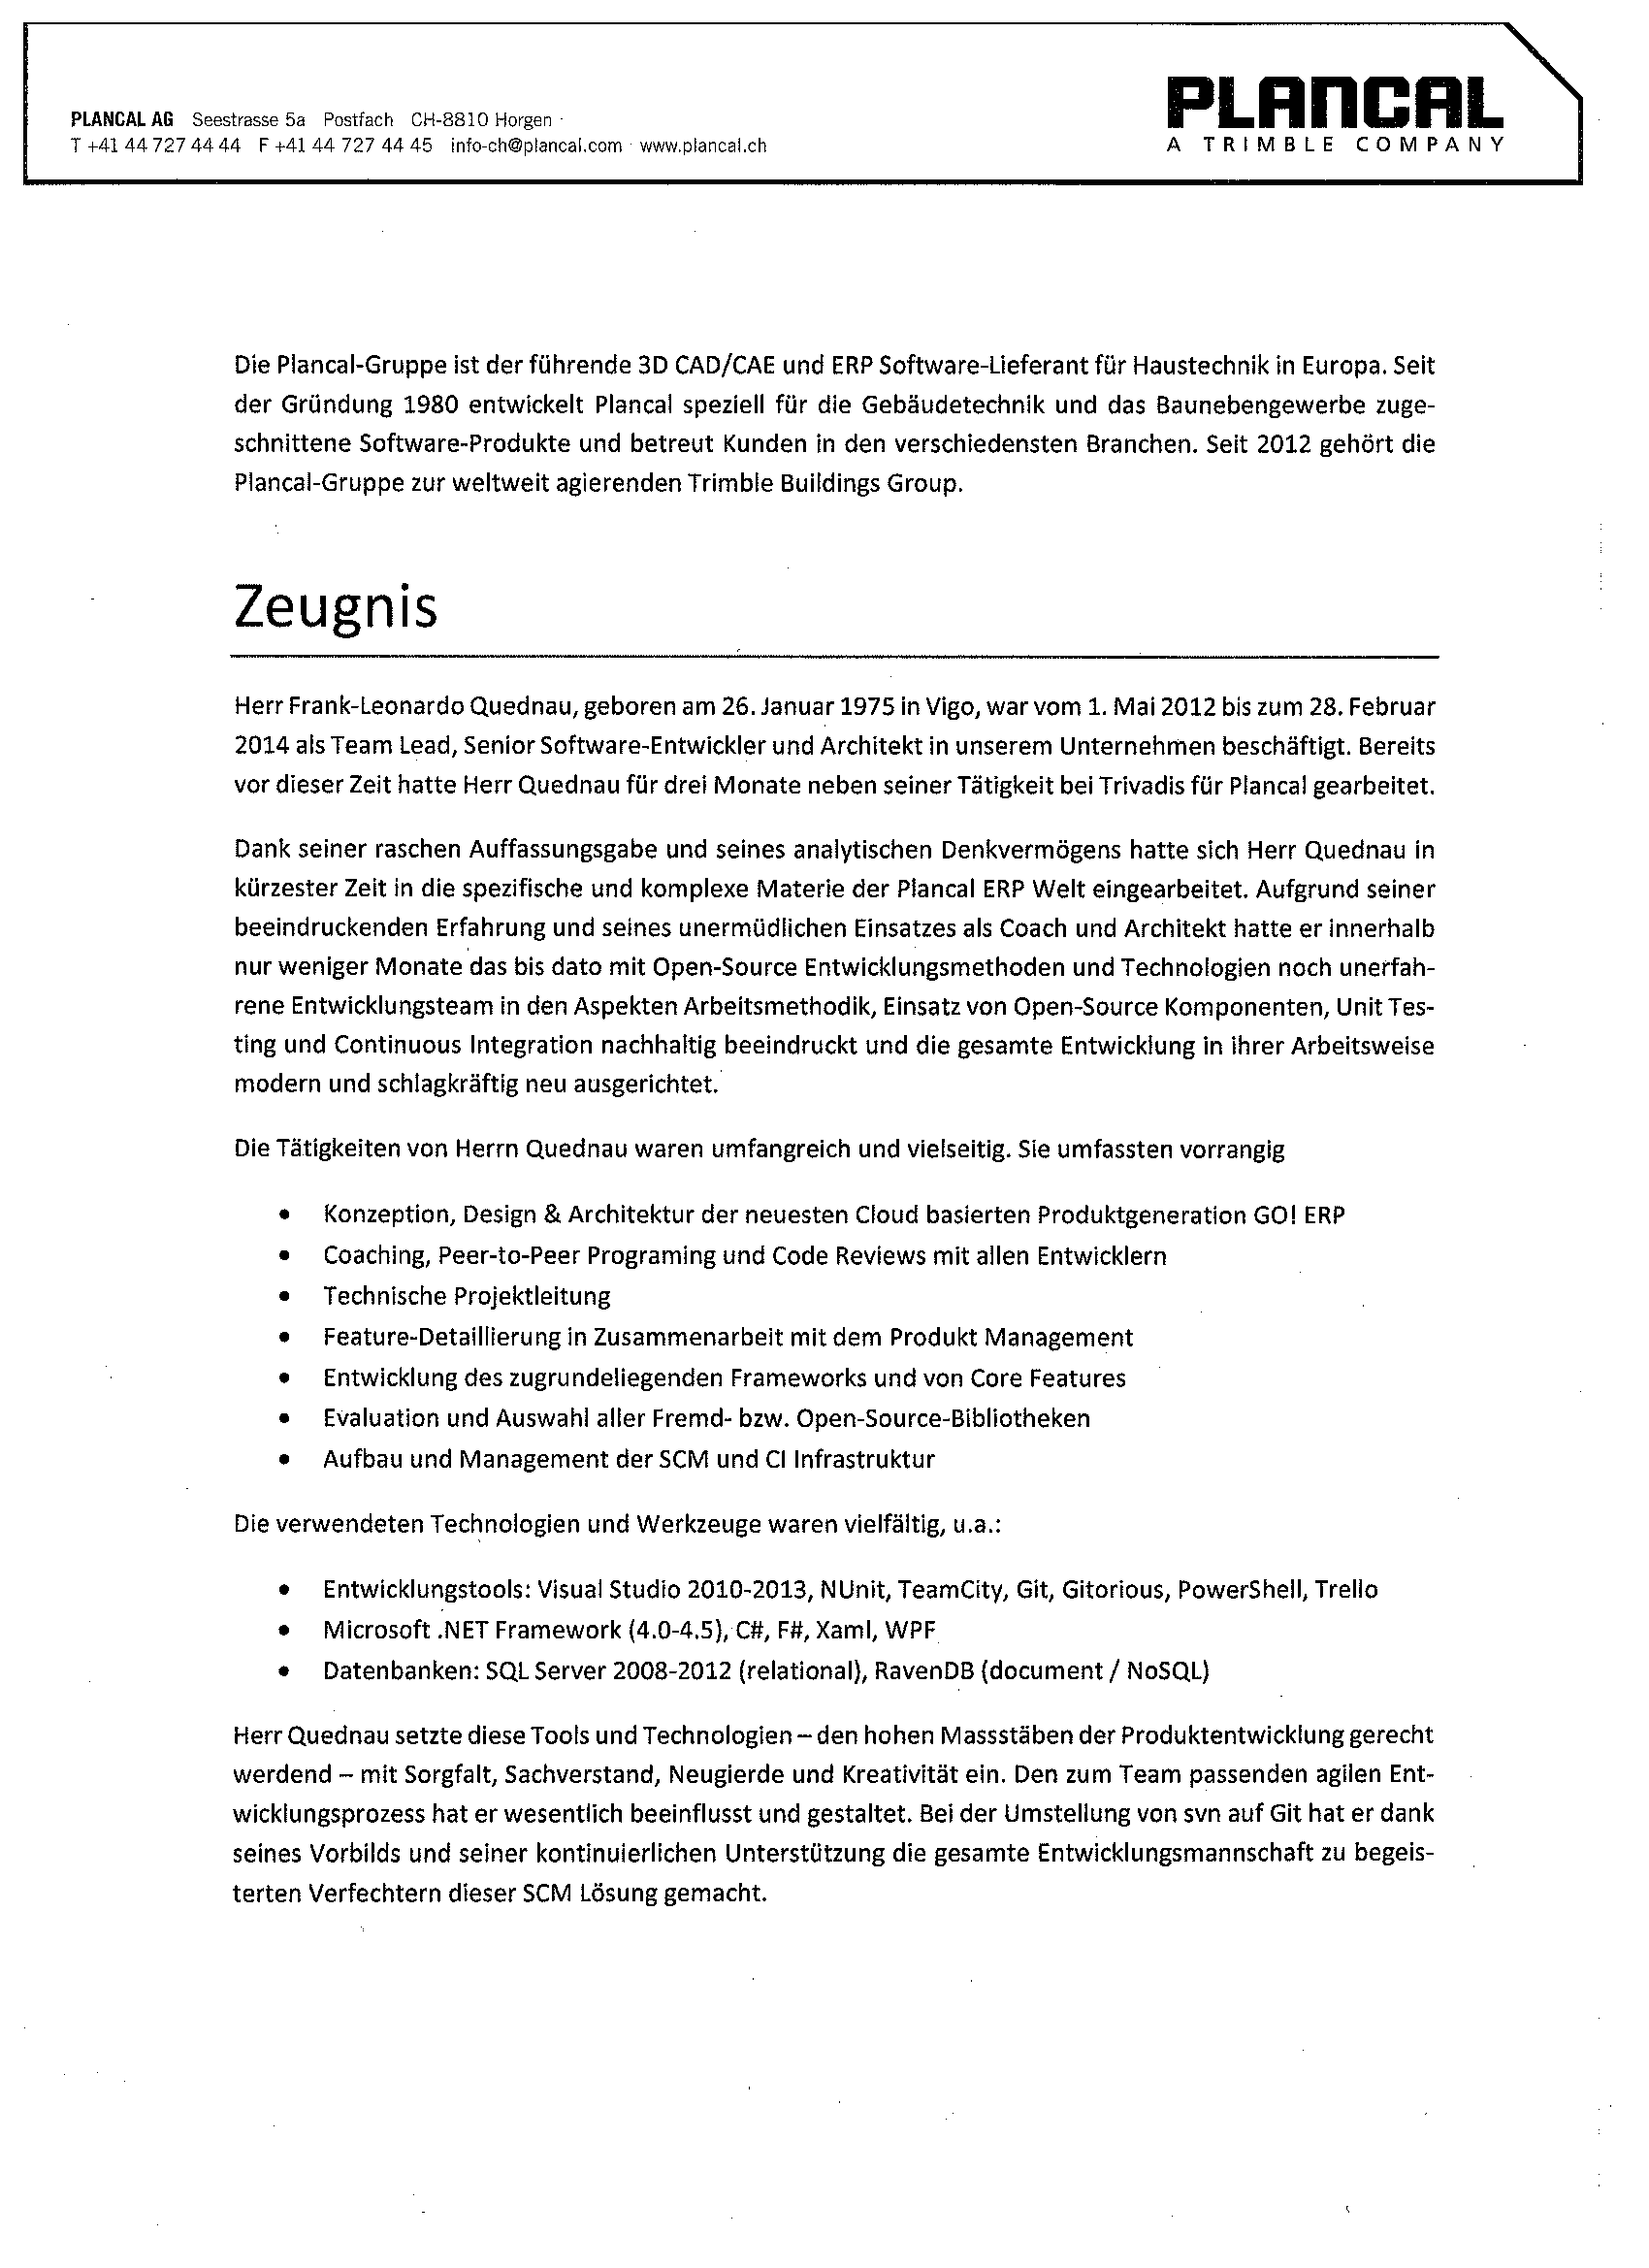 PLANCAL AG Seestrasse 5a Postfach CH-8810 Horgen
T +41 44 727 44 44 F +41 44 727 44 45 info-ch@plancal.com www.plancal.ch
PLANCAL
A TRIMBLE COMPANY
Die Plancal-Gruppe ist der führende 3D CAD/CAE und ERP Software-Lieferant für Haustechnik in Europa. Seit
der Gründung 1980 entwickelt Plancal speziell für die Gebäudetechnik und das Baunebengewerbe zuge-
schnittene Software-Produkte und betreut Kunden in den verschiedensten Branchen. Seit 2012 gehört die
Plancal-Gruppe zur weltweit agierenden Trimble Buildings Group.
Zeugnis
Herr Frank-Leonardo Quednau, geboren am 26. Januar 1975 in Vigo, war vom 1. Mai 2012 bis zum 28. Februar
2014 als Team Lead, Senior Software-Entwickler und Architekt in unserem Unternehmen beschäftigt. Bereits
vor dieser Zeit hatte Herr Quednau für drei Monate neben seiner Tätigkeit bei Trivadis für Plancal gearbeitet.
Dank seiner raschen Auffassungsgabe und seines analytischen Denkvermögens hatte sich Herr Quednau in
kürzester Zeit in die spezifische und komplexe Materie der Plancal ERP Welt eingearbeitet. Aufgrund seiner
beeindruckenden Erfahrung und seines unermüdlichen Einsatzes als Coach und Architekt hatte er innerhalb
nur weniger Monate das bis dato mit Open-Source Entwicklungsmethoden und Technologien noch unerfah-
rene Entwicklungsteam in den Aspekten Arbeitsmethodik, Einsatz von Open-Source Komponenten, Unit Tes-
ting und Continuous Integration nachhaltig beeindruckt und die gesamte Entwicklung in ihrer Arbeitsweise
modern und schlagkräftig neu ausgerichtet.
Die Tätigkeiten von Herrn Quednau waren umfangreich und vielseitig. Sie umfassten vorrangig
• Konzeption, Design & Architektur der neuesten Cloud basierten Produktgeneration GO! ERP
• Coaching, Peer-to-Peer Programing und Code Reviews mit allen Entwicklern
• Technische Projektleitung
• Feature-Detaillierung in Zusammenarbeit mit dem Produkt Management
• Entwicklung des zugrundeliegenden Frameworks und von Core Features
• Evaluation und Auswahl aller Fremd- bzw. Open-Source-Bibliotheken
• Aufbau und Management der SCM und CI Infrastruktur
Die verwendeten Technologien und Werkzeuge waren vielfältig, u.a.:
• Entwicklungstools: Visual Studio 2010-2013, NUnit, TeamCity, Git, Gitorious, PowerShell, Trello
• Microsoft .NET Framework (4.0-4.5), C#, F#, Xaml, WPF
• Datenbanken: SQL Server 2008-2012 (relational), RavenDB (document / NoSQL)
Herr Quednau setzte diese Tools und Technologien – den hohen Massstäben der Produktentwicklung gerecht
werdend – mit Sorgfalt, Sachverstand, Neugierde und Kreativität ein. Den zum Team passenden agilen Ent-
wicklungsprozess hat er wesentlich beeinflusst und gestaltet. Bei der Umstellung von svn auf Git hat er dank
seines Vorbilds und seiner kontinuierlichen Unterstützung die gesamte Entwicklungsmannschaft zu begeis-
terten Verfechtern dieser SCM Lösung gemacht.